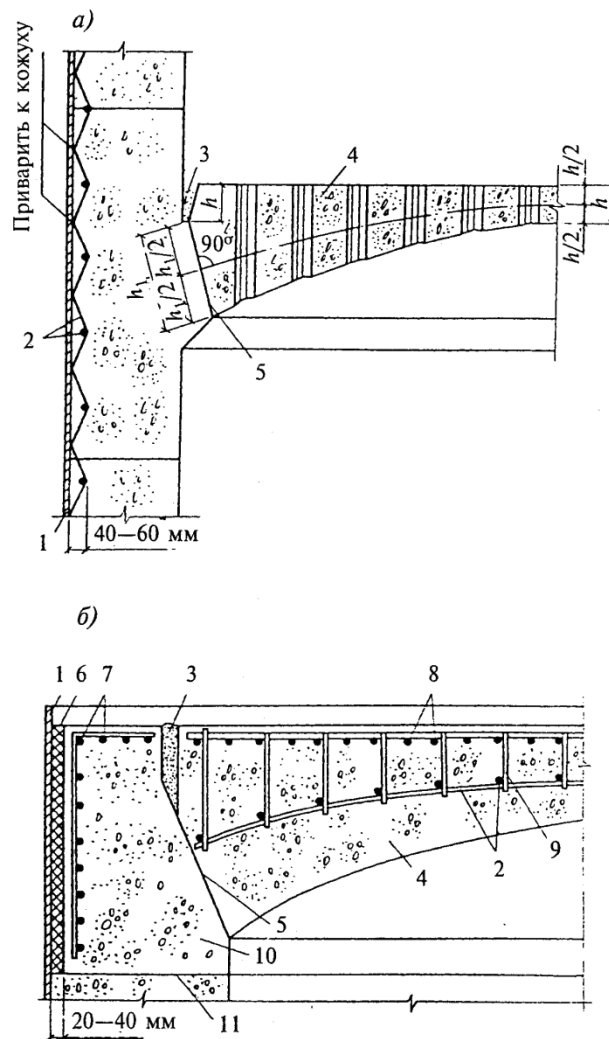 а)
Приварить к кожуху
3
4
h/2
h
h/2
h
90°
h₁/2
h₁
h₁/2
2
5
1
40—60 мм
б)
1 6 7 3 8
2 9
4
5
10
11
20—40 мм